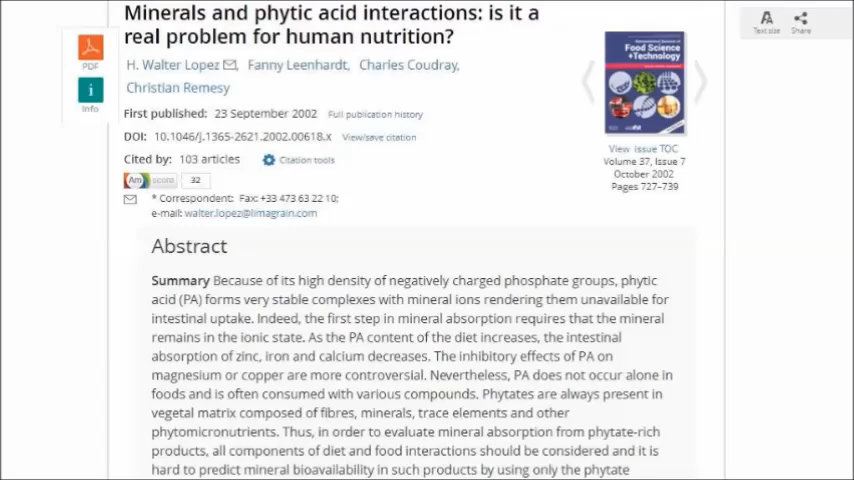 Minerals and phytic acid interactions: is it a
real problem for human nutrition?
PDF
Info
H. Walter Lopez, Fanny Leenhardt, Charles Coudray,
Christian Remesy
First published: 23 September 2002 Full publication history
DOI: 10.1046/j.1365-2621.2002.00618.x View/save citation
Cited by: 103 articles Citation tools
Am score 32
* Correspondent: Fax: +33 473 63 22 10;
e-mail: walter.lopez@limagrain.com
Text size Share
Food Science
+Technology
View issue TOC
Volume 37, Issue 7
October 2002
Pages 727–739
Abstract
Summary Because of its high density of negatively charged phosphate groups, phytic
acid (PA) forms very stable complexes with mineral ions rendering them unavailable for
intestinal uptake. Indeed, the first step in mineral absorption requires that the mineral
remains in the ionic state. As the PA content of the diet increases, the intestinal
absorption of zinc, iron and calcium decreases. The inhibitory effects of PA on
magnesium or copper are more controversial. Nevertheless, PA does not occur alone in
foods and is often consumed with various compounds. Phytates are always present in
vegetal matrix composed of fibres, minerals, trace elements and other
phytomicronutrients. Thus, in order to evaluate mineral absorption from phytate-rich
products, all components of diet and food interactions should be considered and it is
hard to predict mineral bioavailability in such products by using only the phytate